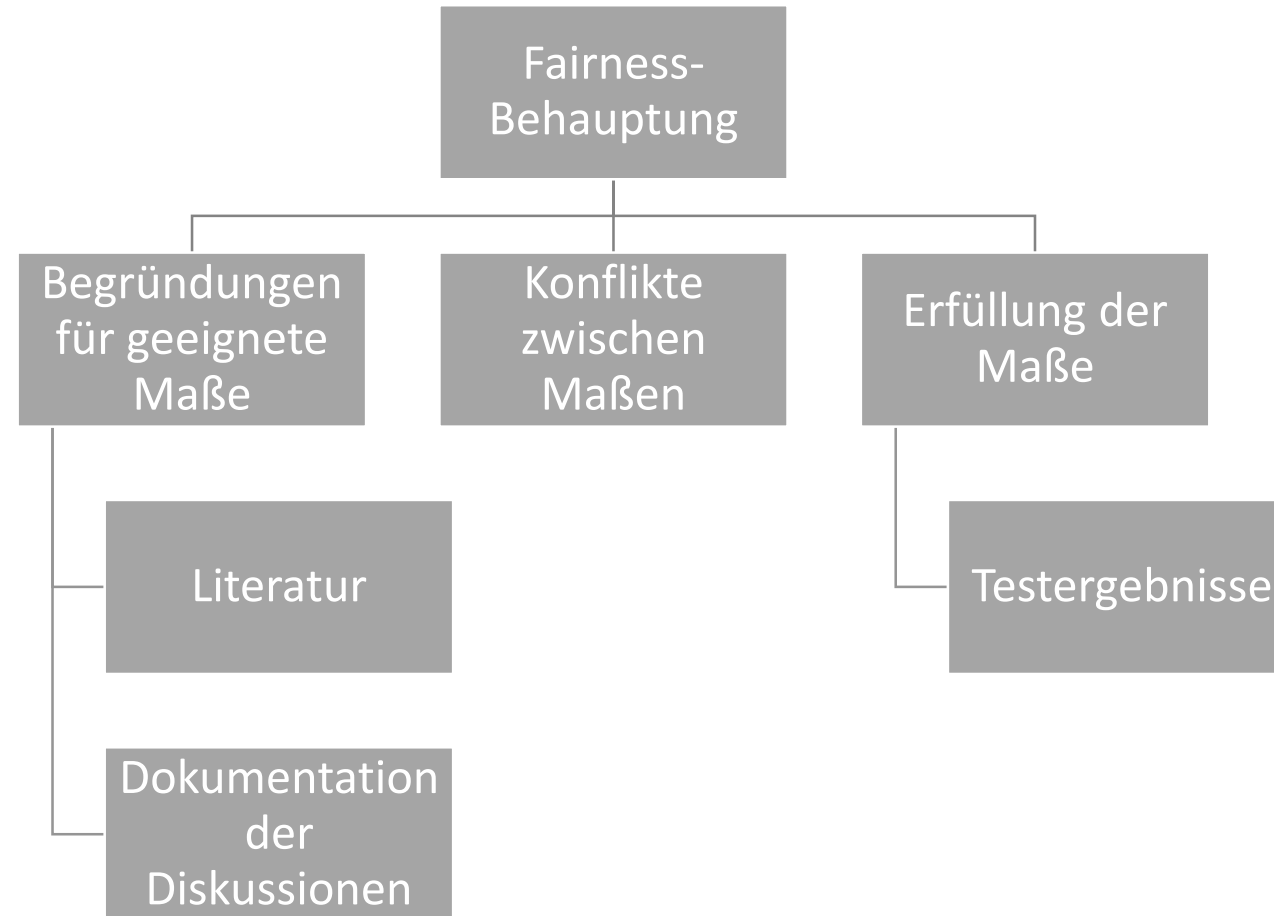 Fairness-
Behauptung
Begründungen
für geeignete
Maße
Konflikte
zwischen
Maßen
Erfüllung der
Maße
Literatur
Testergebnisse
Dokumentation
der
Diskussionen